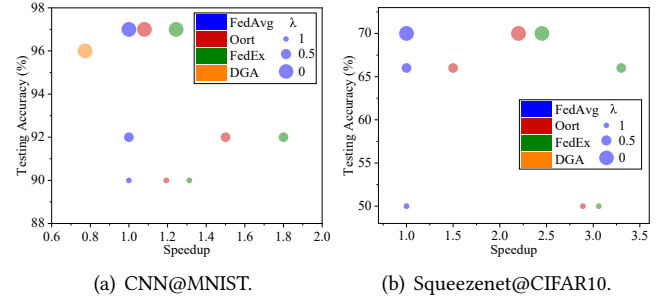 98
96
94
92
90
88
Testing Accuracy (%)
0.6 0.8 1.0 1.2 1.4 1.6 1.8 2.0
Speedup
FedAvg λ
Oort 1
FedEx 0.5
DGA 0
(a) CNN@MNIST.
70
65
60
55
50
Testing Accuracy (%)
1.0 1.5 2.0 2.5 3.0 3.5
Speedup
FedAvg λ
Oort 1
FedEx 0.5
DGA 0
(b) Squeezenet@CIFAR10.